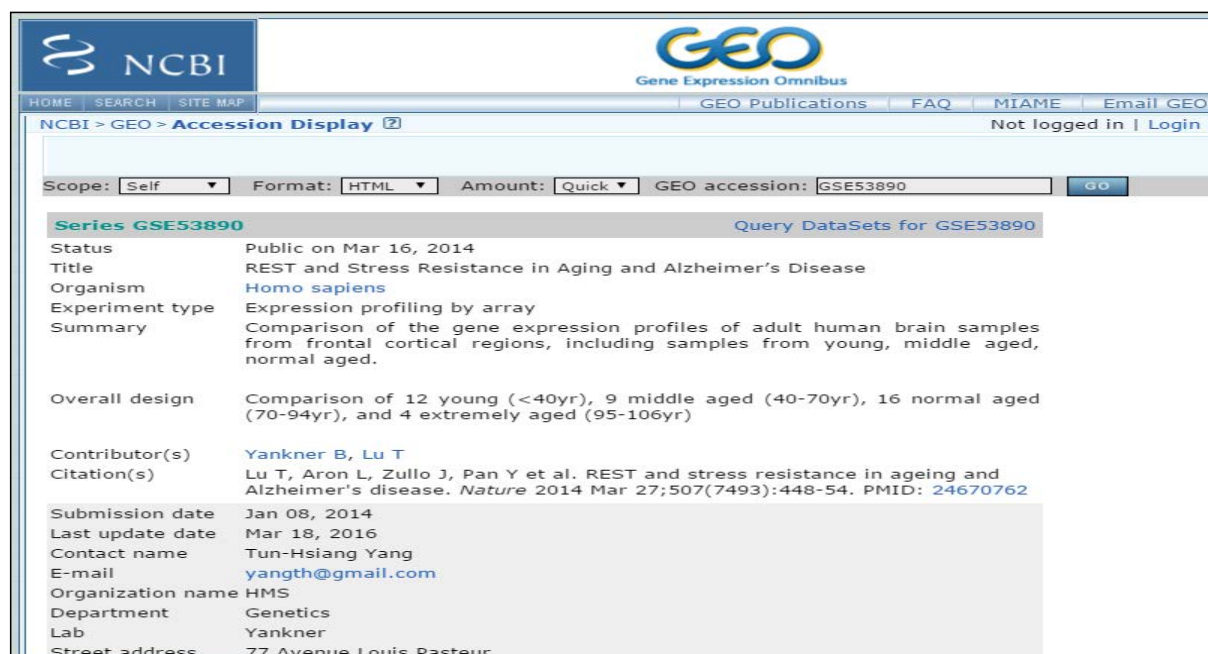 NCBI
GEO
Gene Expression Omnibus
HOME SEARCH SITE MAP
GEO Publications FAQ MIAME Email GEO
NCBI > GEO > Accession Display ?
Not logged in | Login
Scope: Self Format: HTML Amount: Quick GEO accession: GSE53890 GO
Series GSE53890 Query DataSets for GSE53890
Status Public on Mar 16, 2014
Title REST and Stress Resistance in Aging and Alzheimer's Disease
Organism Homo sapiens
Experiment type Expression profiling by array
Summary Comparison of the gene expression profiles of adult human brain samples
from frontal cortical regions, including samples from young, middle aged,
normal aged.
Overall design Comparison of 12 young (<40yr), 9 middle aged (40-70yr), 16 normal aged
(70-94yr), and 4 extremely aged (95-106yr)
Contributor(s) Yankner B, Lu T
Citation(s) Lu T, Aron L, Zullo J, Pan Y et al. REST and stress resistance in ageing and
Alzheimer's disease. Nature 2014 Mar 27;507(7493):448-54. PMID: 24670762
Submission date Jan 08, 2014
Last update date Mar 18, 2016
Contact name Tun-Hsiang Yang
E-mail yangth@gmail.com
Organization name HMS
Department Genetics
Lab Yankner
Street address 77 Avenue Louis Pasteur